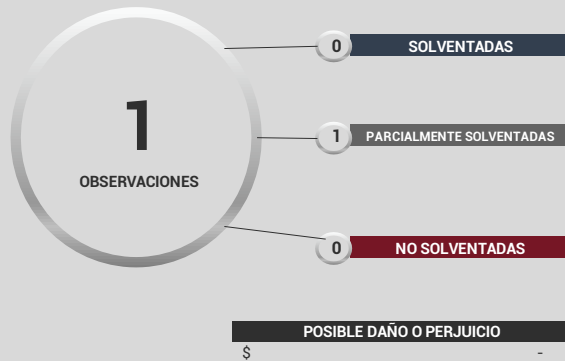 1
OBSERVACIONES
0 SOLVENTADAS
1 PARCIALMENTE SOLVENTADAS
0 NO SOLVENTADAS
POSIBLE DAÑO O PERJUICIO
$ -